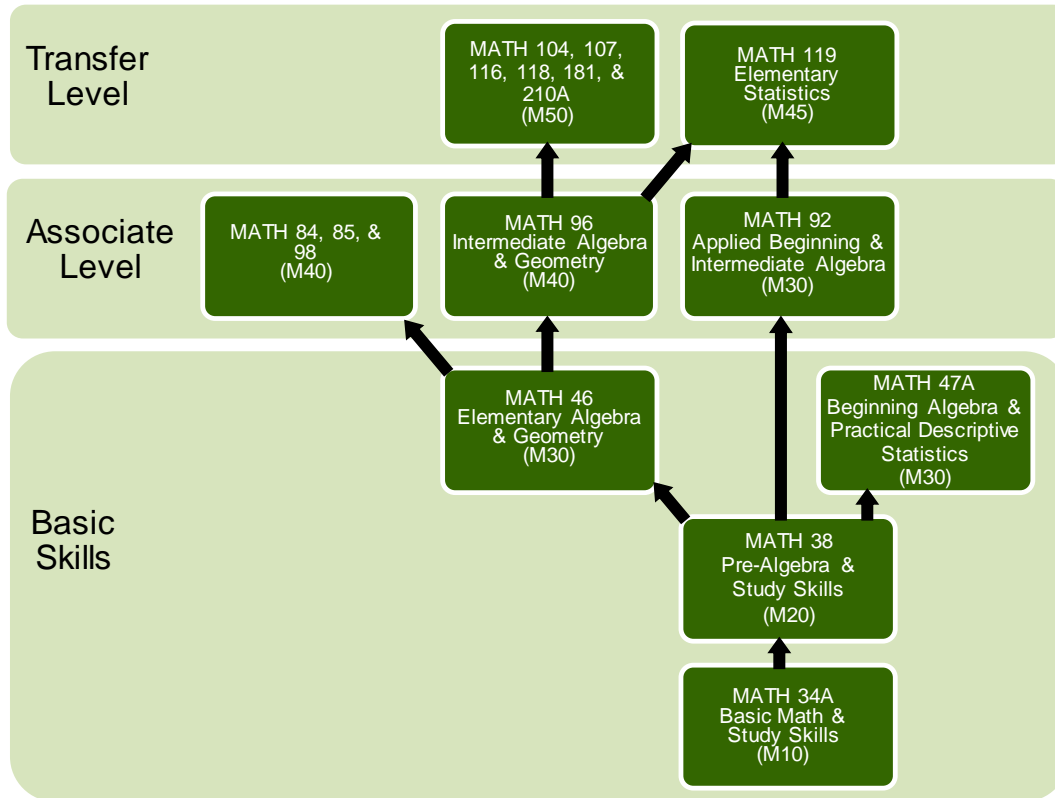 Transfer
Level
MATH 104, 107,
116, 118, 181, &
210A
(M50)
MATH 119
Elementary
Statistics
(M45)
Associate
Level
MATH 84, 85, &
98
(M40)
MATH 96
Intermediate Algebra
& Geometry
(M40)
MATH 92
Applied Beginning &
Intermediate Algebra
(M30)
Basic
Skills
MATH 46
Elementary Algebra
& Geometry
(M30)
MATH 47A
Beginning Algebra &
Practical Descriptive
Statistics
(M30)
MATH 38
Pre-Algebra &
Study Skills
(M20)
MATH 34A
Basic Math &
Study Skills
(M10)